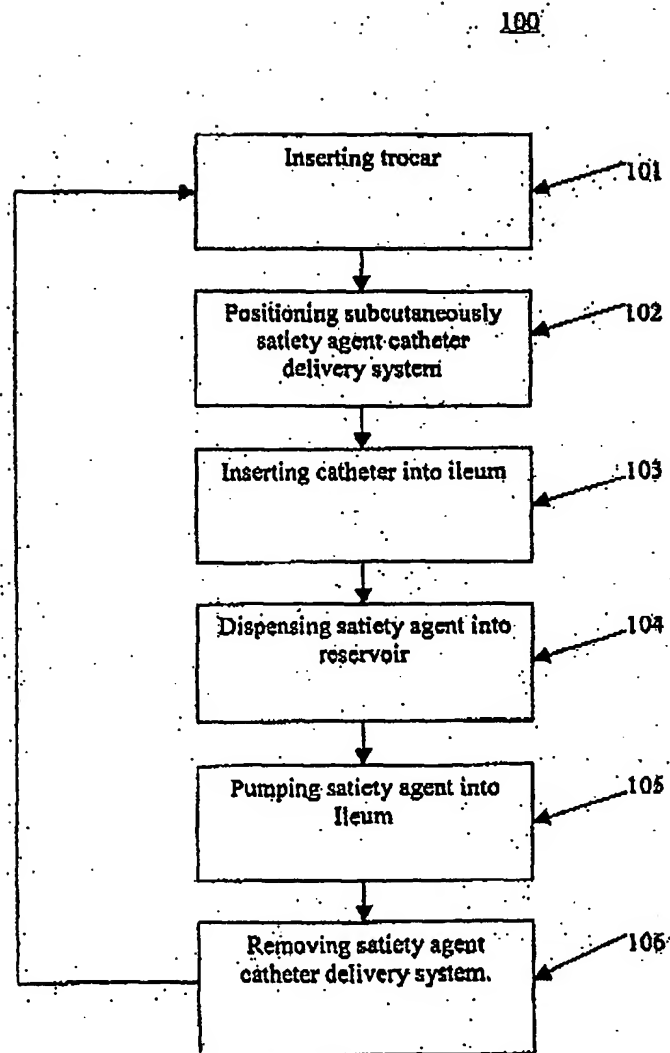 100
Inserting trocar
101
Positioning subcutaneously
satiety agent catheter
delivery system
102
Inserting catheter into ileum
103
Dispensing satiety agent into
reservoir
104
Pumping satiety agent into
Ileum
105
Removing satiety agent
catheter delivery system.
106